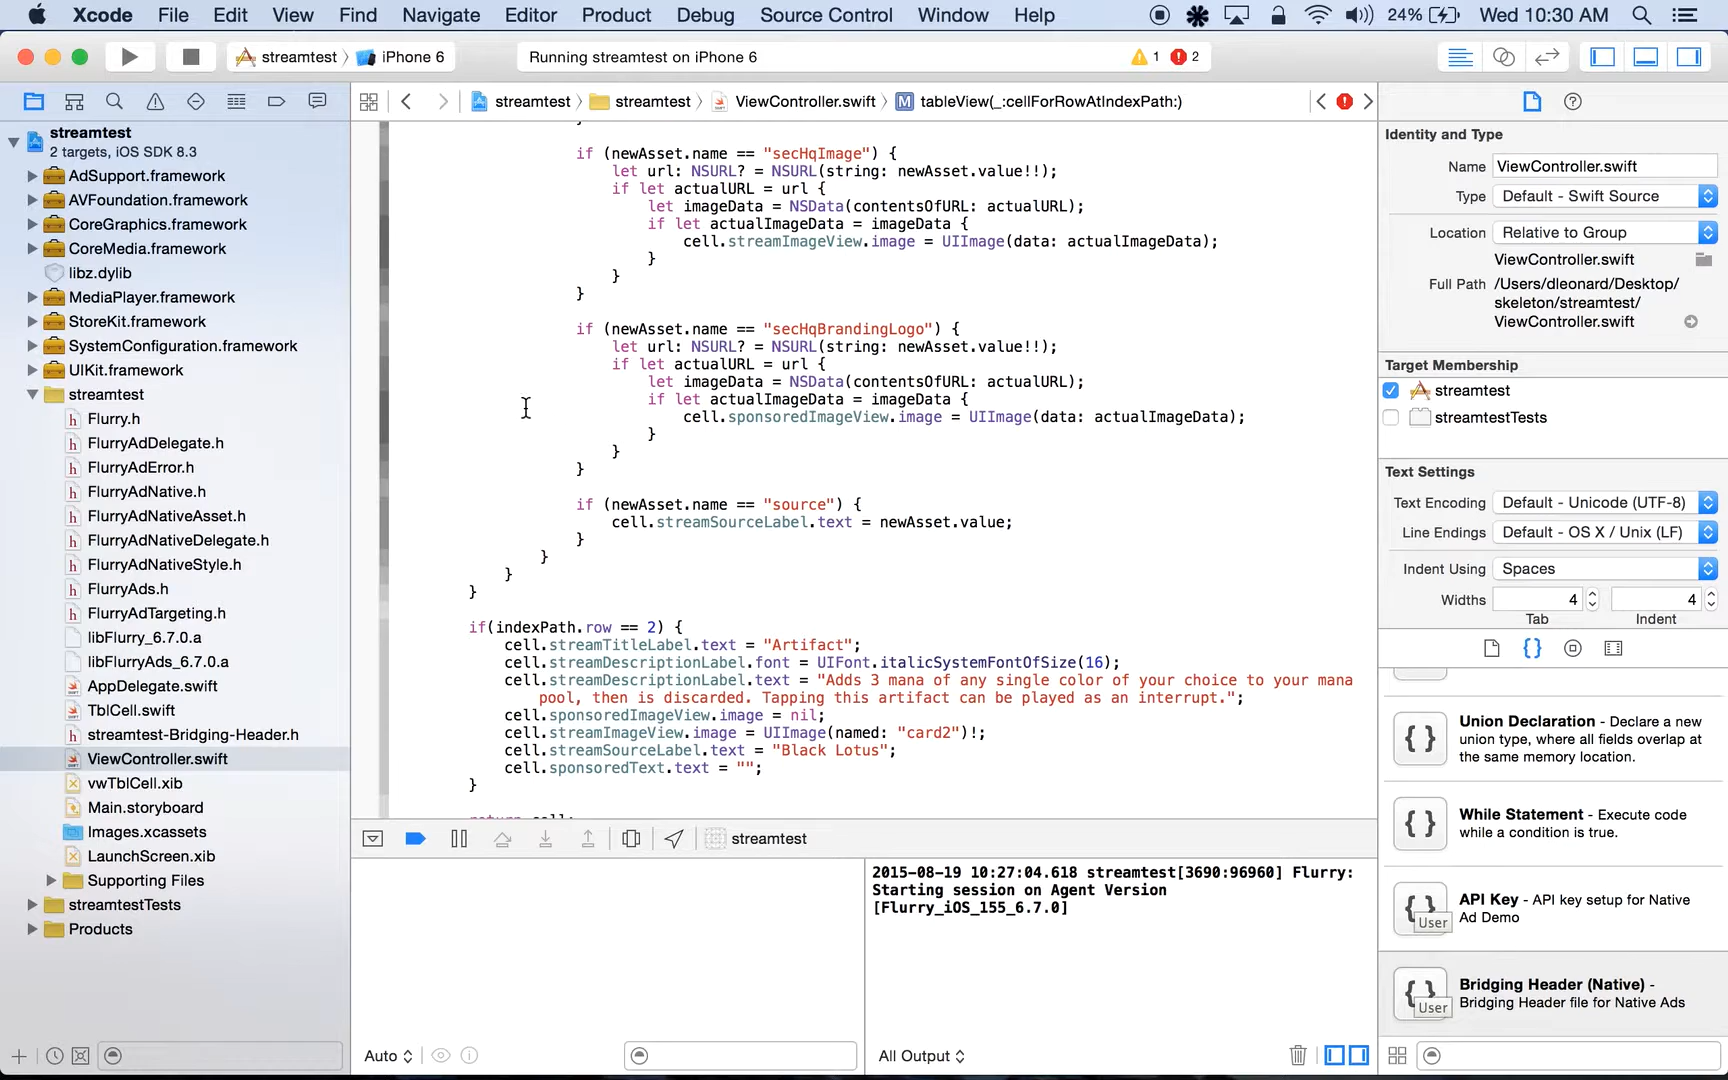 Xcode File Edit View Find Navigate Editor Product Debug Source Control Window Help 24% Wed 10:30 AM
streamtest iPhone 6 Running streamtest on iPhone 6 1 2
streamtest
2 targets, iOS SDK 8.3
AdSupport.framework
AVFoundation.framework
CoreGraphics.framework
CoreMedia.framework
libz.dylib
MediaPlayer.framework
StoreKit.framework
SystemConfiguration.framework
UIKit.framework
streamtest
Flurry.h
FlurryAdDelegate.h
FlurryAdError.h
FlurryAdNative.h
FlurryAdNativeAsset.h
FlurryAdNativeDelegate.h
FlurryAdNativeStyle.h
FlurryAds.h
FlurryAdTargeting.h
libFlurry_6.7.0.a
libFlurryAds_6.7.0.a
AppDelegate.swift
TblCell.swift
streamtest-Bridging-Header.h
ViewController.swift
vwTblCell.xib
Main.storyboard
Images.xcassets
LaunchScreen.xib
Supporting Files
streamtestTests
Products
streamtest streamtest ViewController.swift M tableView(_:cellForRowAtIndexPath:)
}
if (newAsset.name == "secHqImage") {
let url: NSURL? = NSURL(string: newAsset.value!!);
if let actualURL = url {
let imageData = NSData(contentsOfURL: actualURL);
if let actualImageData = imageData {
cell.streamImageView.image = UIImage(data: actualImageData);
}
}
}
if (newAsset.name == "secHqBrandingLogo") {
let url: NSURL? = NSURL(string: newAsset.value!!);
if let actualURL = url {
let imageData = NSData(contentsOfURL: actualURL);
if let actualImageData = imageData {
cell.sponsoredImageView.image = UIImage(data: actualImageData);
}
}
}
if (newAsset.name == "source") {
cell.streamSourceLabel.text = newAsset.value;
}
}
}
}
if(indexPath.row == 2) {
cell.streamTitleLabel.text = "Artifact";
cell.streamDescriptionLabel.font = UIFont.italicSystemFontOfSize(16);
cell.streamDescriptionLabel.text = "Adds 3 mana of any single color of your choice to your mana
pool, then is discarded. Tapping this artifact can be played as an interrupt.";
cell.sponsoredImageView.image = nil;
cell.streamImageView.image = UIImage(named: "card2")!;
cell.streamSourceLabel.text = "Black Lotus";
cell.sponsoredText.text = "";
}
return cell;
streamtest
2015-08-19 10:27:04.618 streamtest[3690:96960] Flurry:
Starting session on Agent Version
[Flurry_iOS_155_6.7.0]
Auto All Output
Identity and Type
Name ViewController.swift
Type Default - Swift Source
Location Relative to Group
ViewController.swift
Full Path /Users/dleonard/Desktop/
skeleton/streamtest/
ViewController.swift
Target Membership
streamtest
streamtestTests
Text Settings
Text Encoding Default - Unicode (UTF-8)
Line Endings Default - OS X / Unix (LF)
Indent Using Spaces
Widths 4 4
Tab Indent
{ } Union Declaration - Declare a new
union type, where all fields overlap at
the same memory location.
{ } While Statement - Execute code
while a condition is true.
{ } User API Key - API key setup for Native
Ad Demo
{ } User Bridging Header (Native) -
Bridging Header file for Native Ads